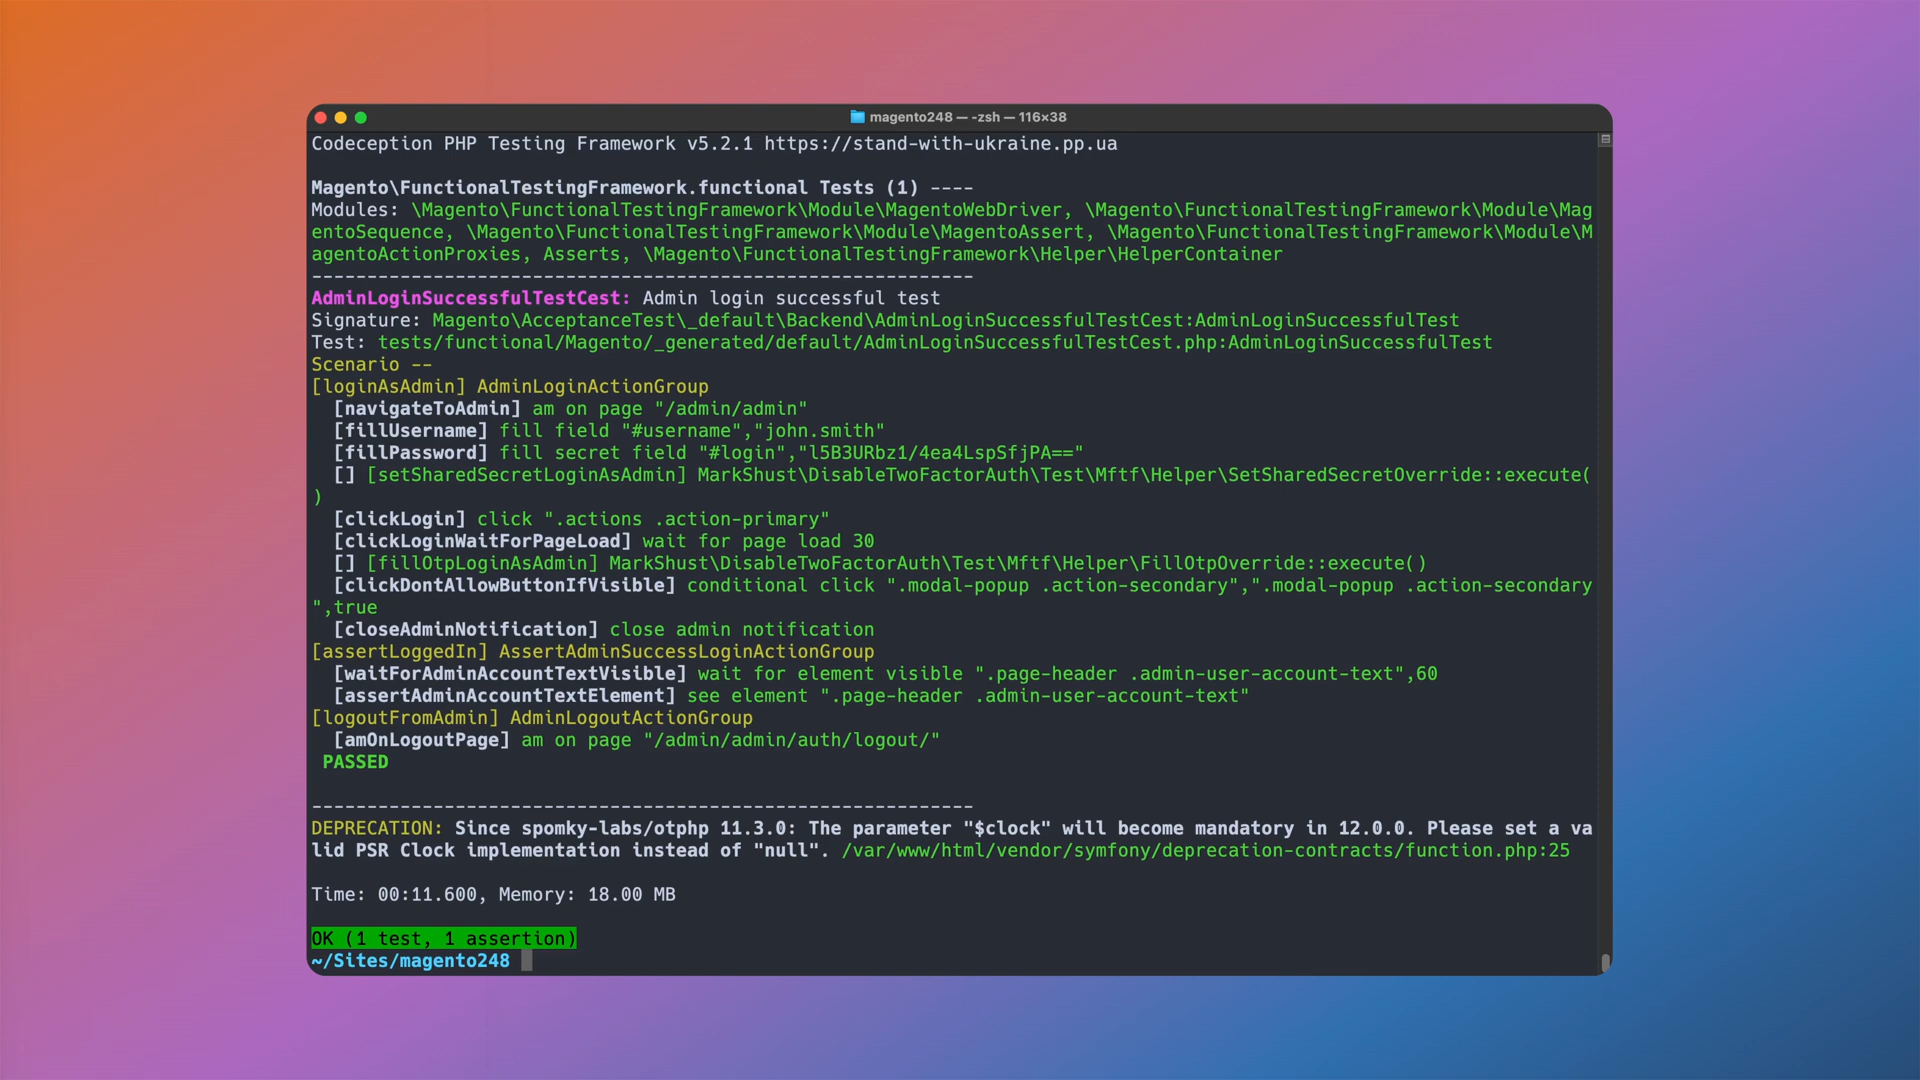 magento248 — -zsh — 116×38
Codeception PHP Testing Framework v5.2.1 https://stand-with-ukraine.pp.ua
Magento\FunctionalTestingFramework.functional Tests (1) ----
Modules: \Magento\FunctionalTestingFramework\Module\MagentoWebDriver, \Magento\FunctionalTestingFramework\Module\Mag
entoSequence, \Magento\FunctionalTestingFramework\Module\MagentoAssert, \Magento\FunctionalTestingFramework\Module\M
agentoActionProxies, Asserts, \Magento\FunctionalTestingFramework\Helper\HelperContainer
------------------------------------------------------------
AdminLoginSuccessfulTestCest: Admin login successful test
Signature: Magento\AcceptanceTest\_default\Backend\AdminLoginSuccessfulTestCest:AdminLoginSuccessfulTest
Test: tests/functional/Magento/_generated/default/AdminLoginSuccessfulTestCest.php:AdminLoginSuccessfulTest
Scenario --
[loginAsAdmin] AdminLoginActionGroup
  [navigateToAdmin] am on page "/admin/admin"
  [fillUsername] fill field "#username","john.smith"
  [fillPassword] fill secret field "#login","l5B3URbz1/4ea4LspSfjPA=="
  [] [setSharedSecretLoginAsAdmin] MarkShust\DisableTwoFactorAuth\Test\Mftf\Helper\SetSharedSecretOverride::execute(
)
  [clickLogin] click ".actions .action-primary"
  [clickLoginWaitForPageLoad] wait for page load 30
  [] [fillOtpLoginAsAdmin] MarkShust\DisableTwoFactorAuth\Test\Mftf\Helper\FillOtpOverride::execute()
  [clickDontAllowButtonIfVisible] conditional click ".modal-popup .action-secondary",".modal-popup .action-secondary
",true
  [closeAdminNotification] close admin notification
[assertLoggedIn] AssertAdminSuccessLoginActionGroup
  [waitForAdminAccountTextVisible] wait for element visible ".page-header .admin-user-account-text",60
  [assertAdminAccountTextElement] see element ".page-header .admin-user-account-text"
[logoutFromAdmin] AdminLogoutActionGroup
  [amOnLogoutPage] am on page "/admin/admin/auth/logout/"
 PASSED
------------------------------------------------------------
DEPRECATION: Since spomky-labs/otphp 11.3.0: The parameter "$clock" will become mandatory in 12.0.0. Please set a va
lid PSR Clock implementation instead of "null". /var/www/html/vendor/symfony/deprecation-contracts/function.php:25
Time: 00:11.600, Memory: 18.00 MB
OK (1 test, 1 assertion)
~/Sites/magento248